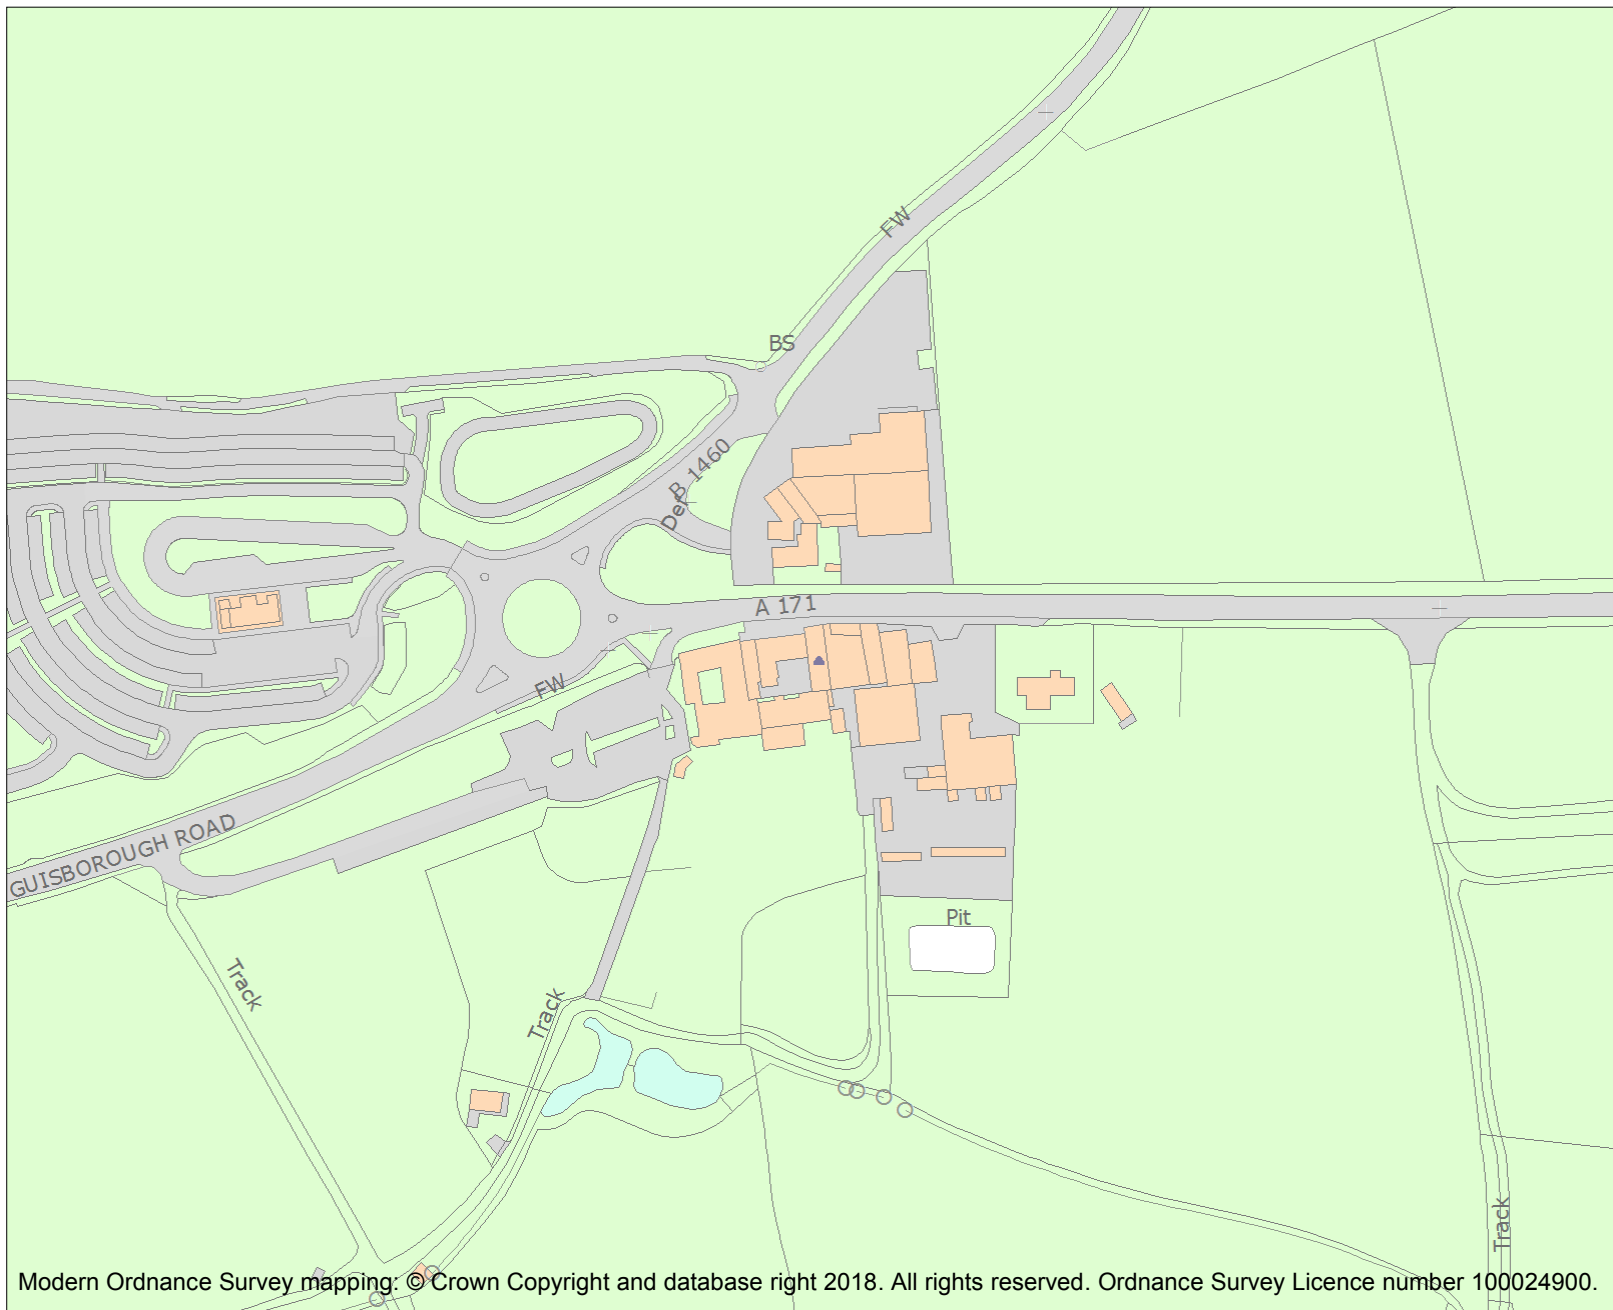 FW
BS
B 1460
Def
A 171
FW
GUISBOROUGH ROAD
Pit
Track
Track
Track
Modern Ordnance Survey mapping: © Crown Copyright and database right 2018. All rights reserved. Ordnance Survey Licence number 100024900.